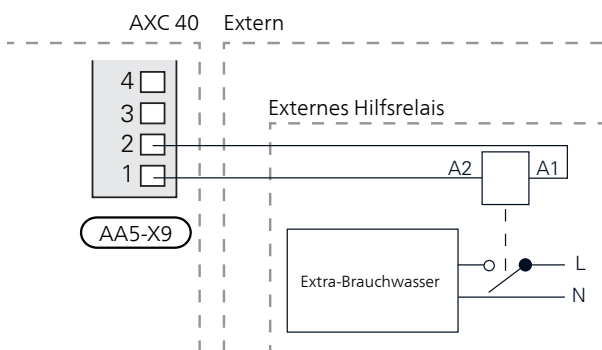 AXC 40 Extern
4
3
Externes Hilfsrelais
2
1
A2 A1
AA5-X9
Extra-Brauchwasser
L
N